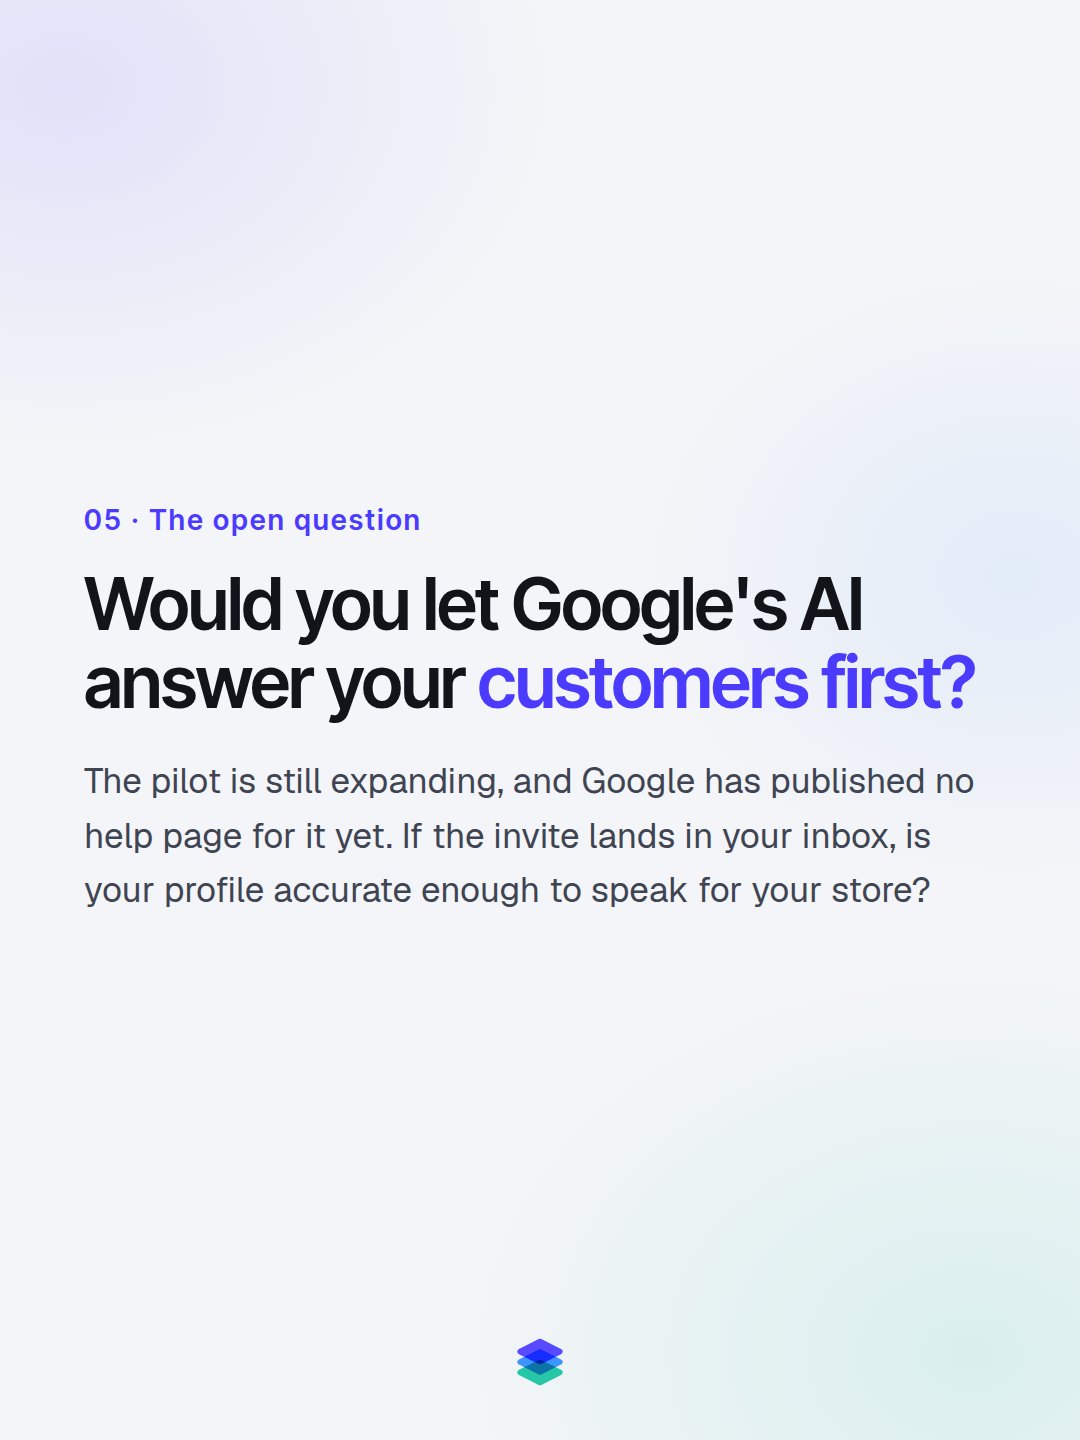 05 · The open question
Would you let Google's AI
answer your customers first?
The pilot is still expanding, and Google has published no
help page for it yet. If the invite lands in your inbox, is
your profile accurate enough to speak for your store?